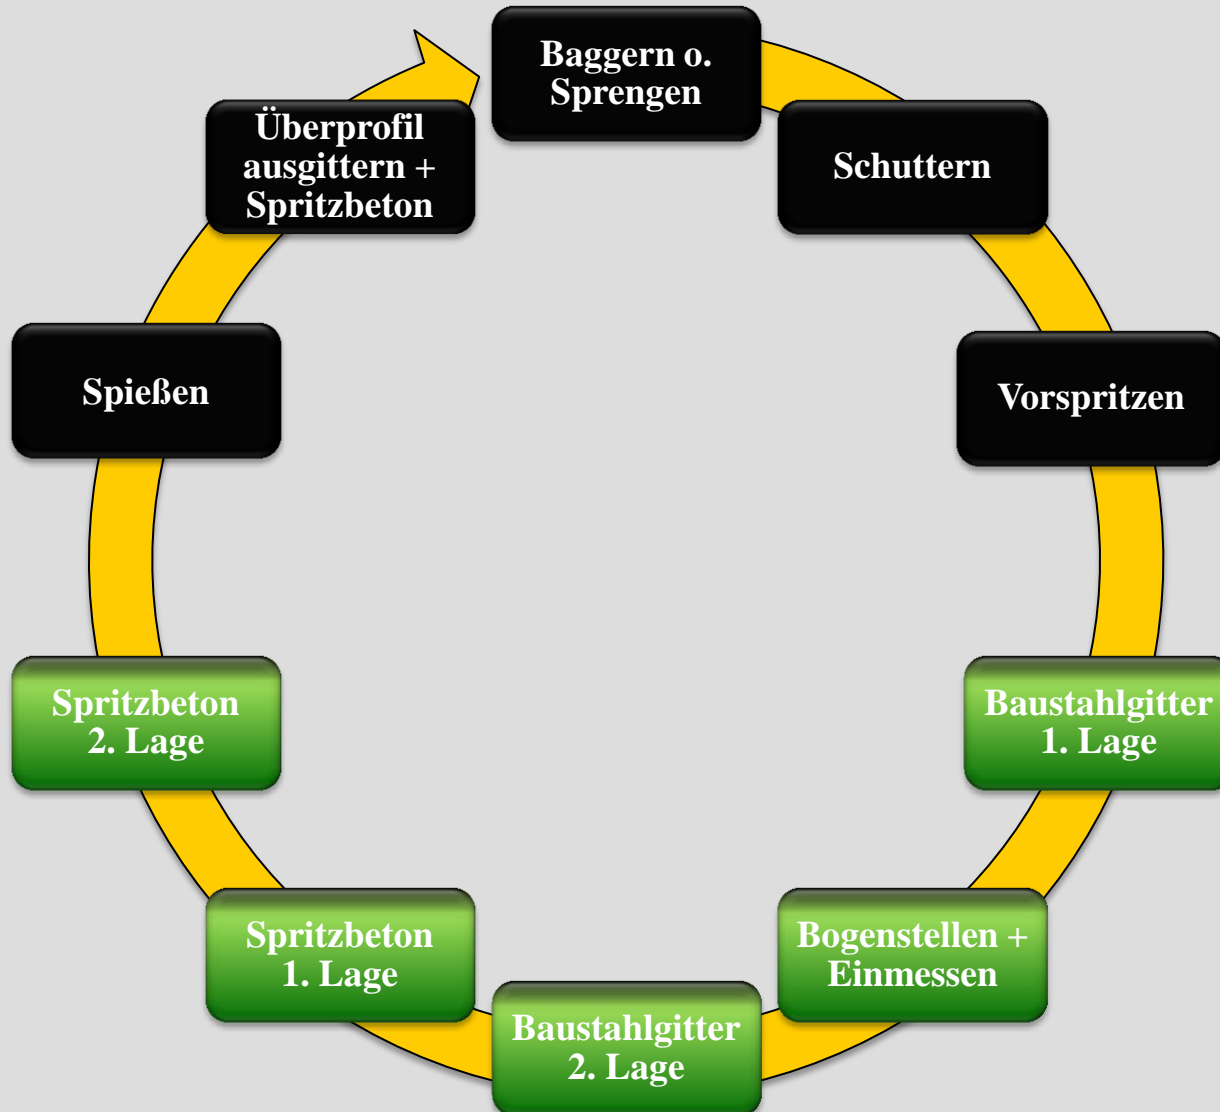 Baggern o.
Sprengen
Schuttern
Vorspritzen
Baustahlgitter
1. Lage
Bogenstellen +
Einmessen
Baustahlgitter
2. Lage
Spritzbeton
1. Lage
Spritzbeton
2. Lage
Spießen
Überprofil
ausgittern +
Spritzbeton